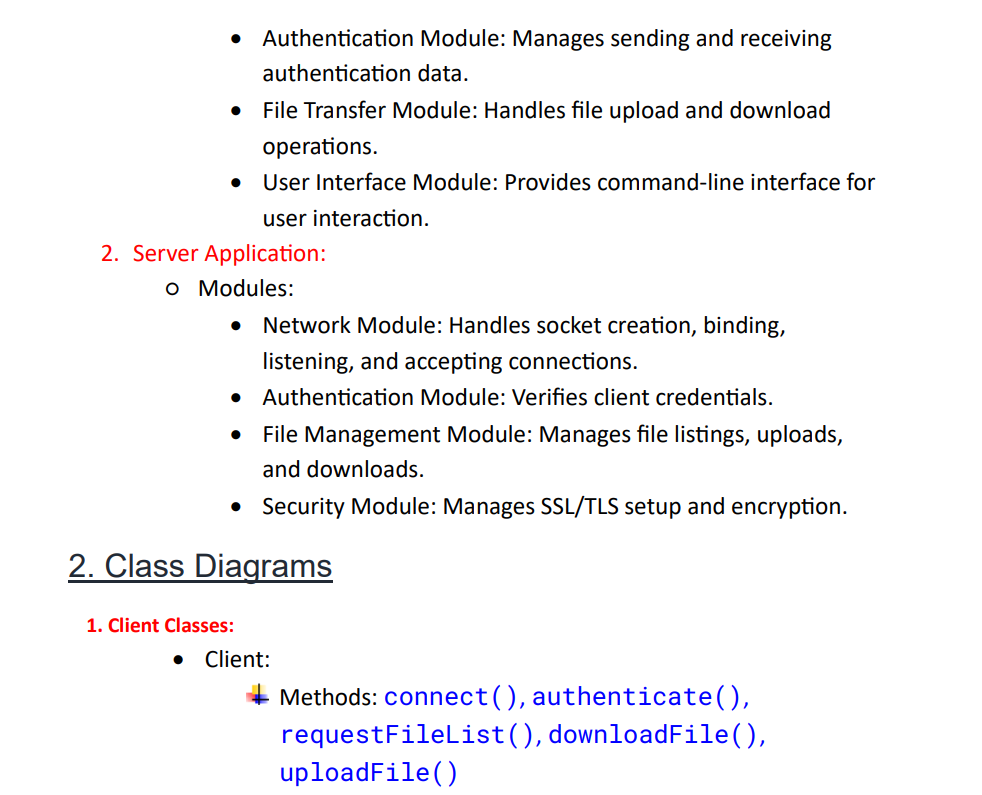 • Authentication Module: Manages sending and receiving
authentication data.
• File Transfer Module: Handles file upload and download
operations.
• User Interface Module: Provides command-line interface for
user interaction.
2. Server Application:
○ Modules:
• Network Module: Handles socket creation, binding,
listening, and accepting connections.
• Authentication Module: Verifies client credentials.
• File Management Module: Manages file listings, uploads,
and downloads.
• Security Module: Manages SSL/TLS setup and encryption.
2. Class Diagrams
1. Client Classes:
• Client:
Methods: connect(), authenticate(),
requestFileList(), downloadFile(),
uploadFile()